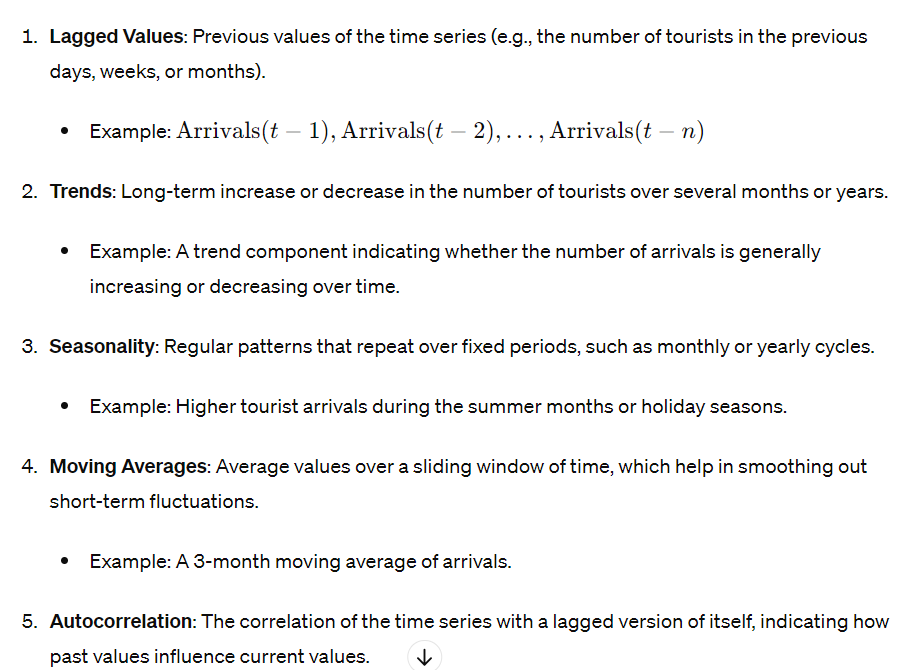 1. Lagged Values: Previous values of the time series (e.g., the number of tourists in the previous
days, weeks, or months).
• Example: Arrivals(t − 1), Arrivals(t − 2), . . . , Arrivals(t − n)
2. Trends: Long-term increase or decrease in the number of tourists over several months or years.
• Example: A trend component indicating whether the number of arrivals is generally
increasing or decreasing over time.
3. Seasonality: Regular patterns that repeat over fixed periods, such as monthly or yearly cycles.
• Example: Higher tourist arrivals during the summer months or holiday seasons.
4. Moving Averages: Average values over a sliding window of time, which help in smoothing out
short-term fluctuations.
• Example: A 3-month moving average of arrivals.
5. Autocorrelation: The correlation of the time series with a lagged version of itself, indicating how
past values influence current values.